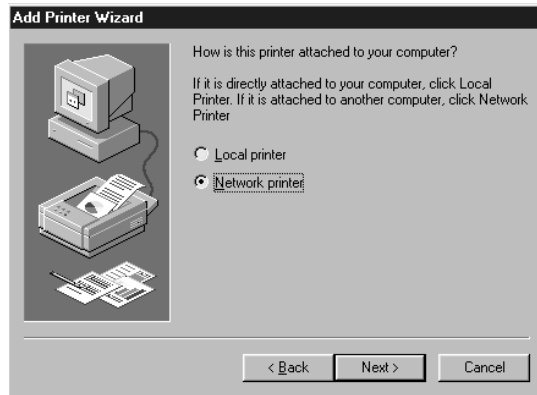 Add Printer Wizard
How is this printer attached to your computer?
If it is directly attached to your computer, click Local
Printer. If it is attached to another computer, click Network
Printer
Local printer
Network printer
< Back
Next >
Cancel